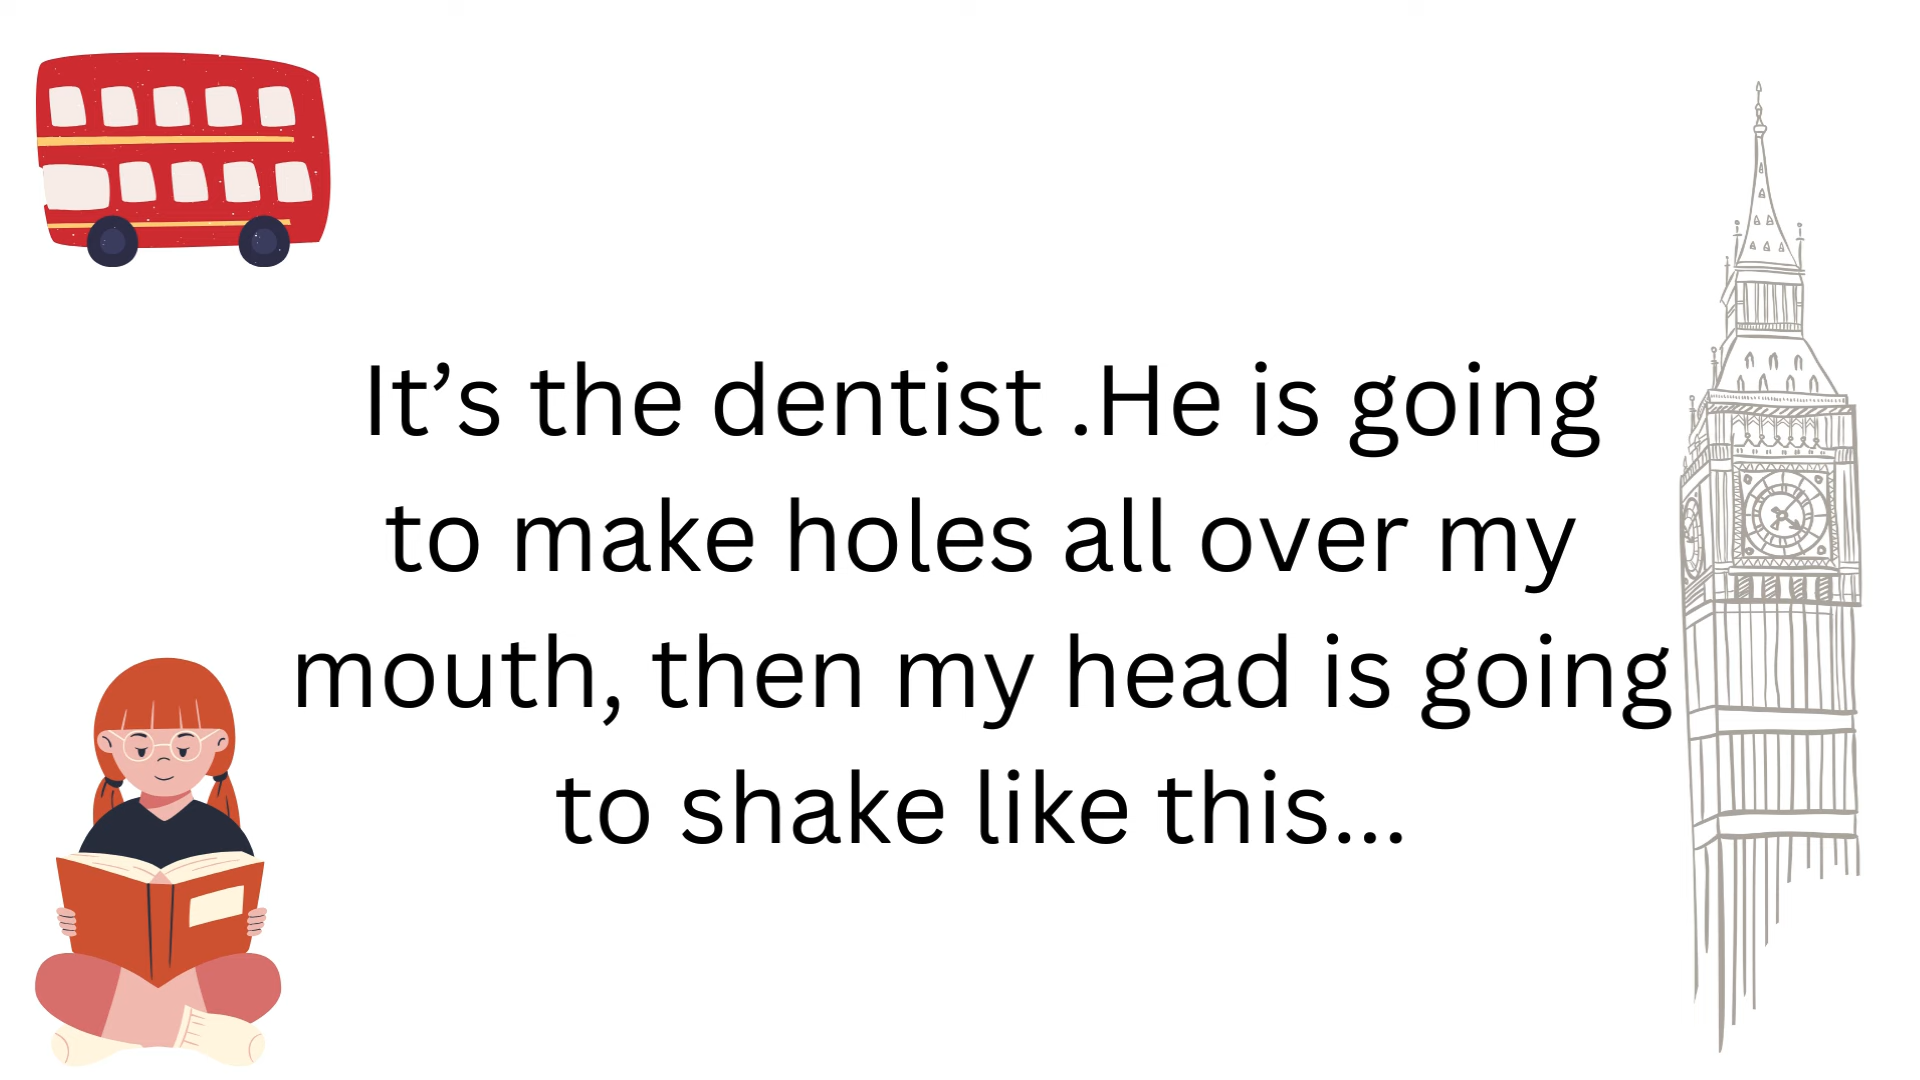 It’s the dentist .He is going
to make holes all over my
mouth, then my head is going
to shake like this...